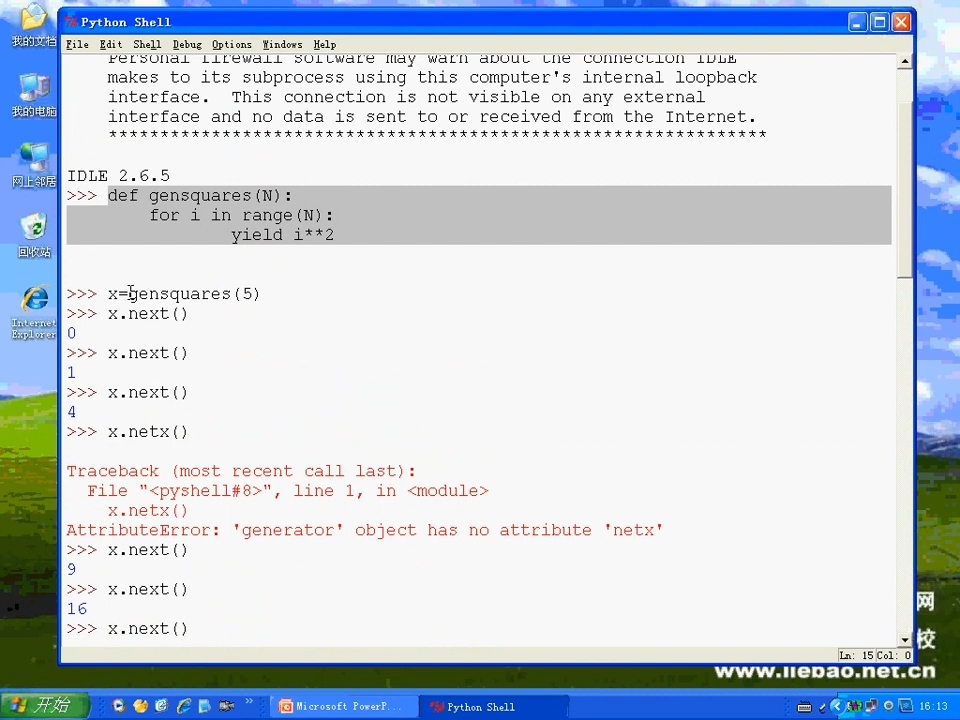 我的文档
我的电脑
网上邻居
回收站
Internet
Explorer
Python Shell
File Edit Shell Debug Options Windows Help
Personal firewall software may warn about the connection IDLE
makes to its subprocess using this computer's internal loopback
interface.  This connection is not visible on any external
interface and no data is sent to or received from the Internet.
****************************************************************
IDLE 2.6.5
>>> def gensquares(N):
        for i in range(N):
                yield i**2
>>> x=gensquares(5)
>>> x.next()
0
>>> x.next()
1
>>> x.next()
4
>>> x.netx()
Traceback (most recent call last):
  File "<pyshell#8>", line 1, in <module>
    x.netx()
AttributeError: 'generator' object has no attribute 'netx'
>>> x.next()
9
>>> x.next()
16
>>> x.next()
Ln: 15 Col: 0
网
校
www.liebao.net.cn
开始
Microsoft PowerP...
Python Shell
16:13